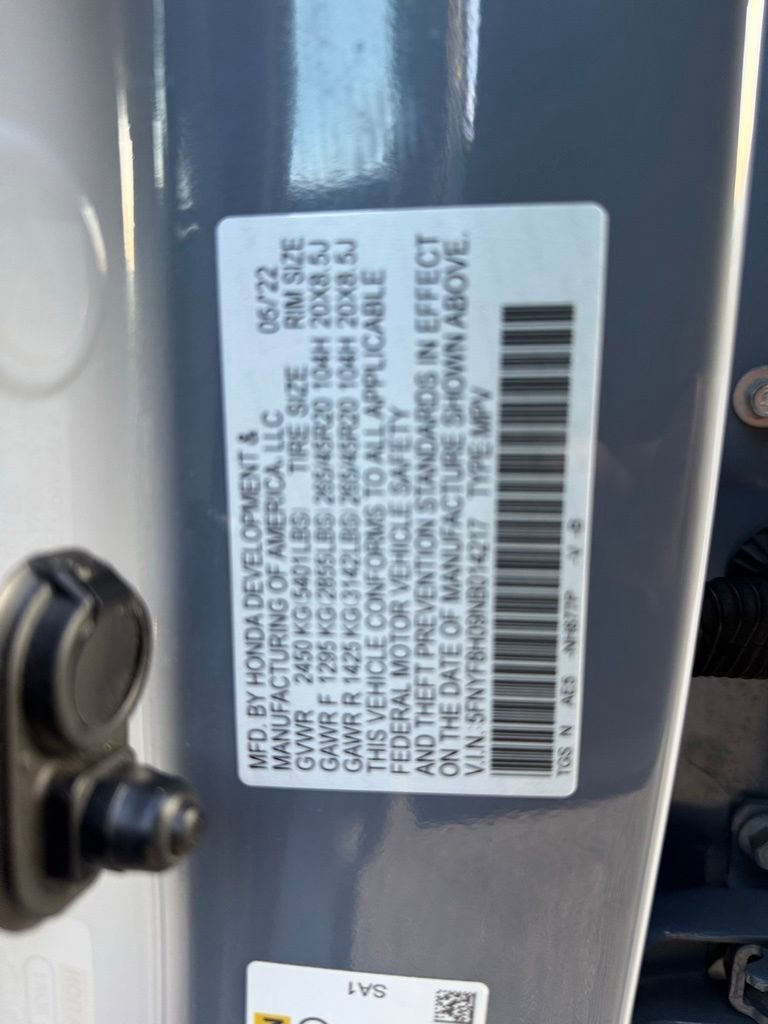 MFD. BY HONDA DEVELOPMENT &
MANUFACTURING OF AMERICA, LLC 06/22
GVWR 2450 KG(5401LBS) TIRE SIZE RIM SIZE
GAWR F 1295 KG(2855LBS) 265/45R20 104H 20X8.5J
GAWR R 1425 KG(3142LBS) 265/45R20 104H 20X8.5J
THIS VEHICLE CONFORMS TO ALL APPLICABLE
FEDERAL MOTOR VEHICLE SAFETY
AND THEFT PREVENTION STANDARDS IN EFFECT
ON THE DATE OF MANUFACTURE SHOWN ABOVE.
V.I.N.: 5FNYF8H09NB014217 TYPE: MPV
TGS N AE5 -NH877P -V -B
SA1